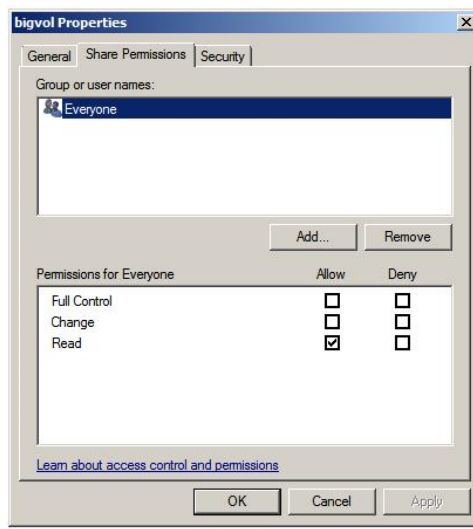 bigvol Properties
General Share Permissions Security
Group or user names:
Everyone
Add... Remove
Permissions for Everyone Allow Deny
Full Control
Change
Read
Learn about access control and permissions
OK Cancel Apply